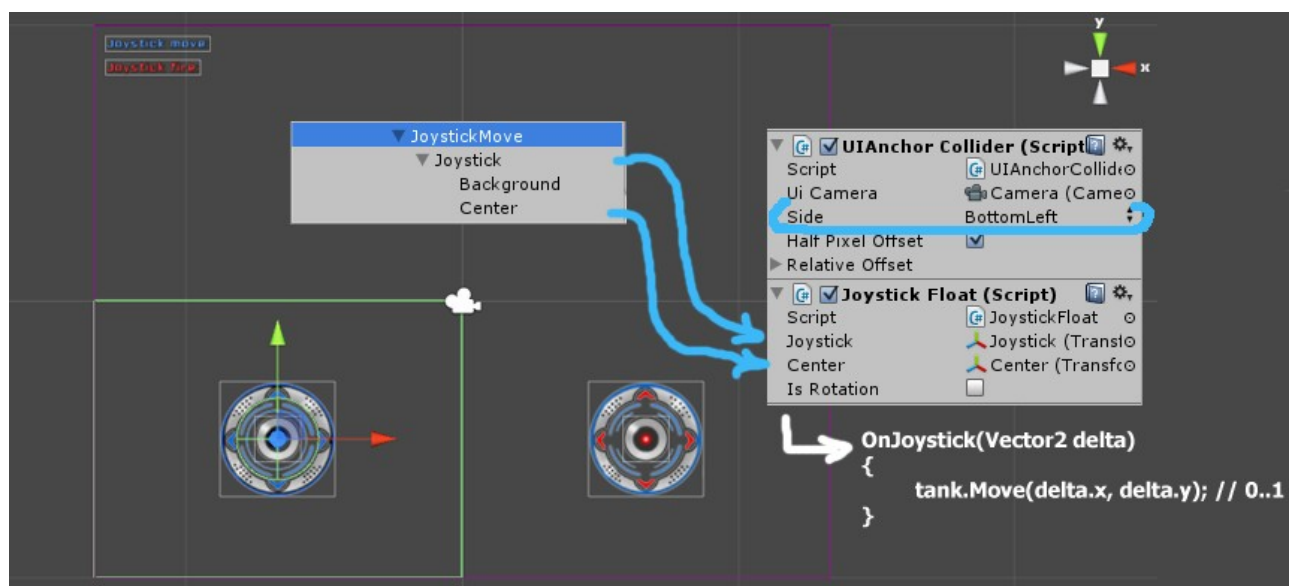 Joystick move
Joystick fire
y
x
JoystickMove
Joystick
Background
Center
UIAnchor Collider (Script
Script UIAnchorCollide
Ui Camera Camera (Came
Side BottomLeft
Half Pixel Offset
Relative Offset
Joystick Float (Script)
Script JoystickFloat
Joystick Joystick (Transfo
Center Center (Transfo
Is Rotation
OnJoystick(Vector2 delta)
{
tank.Move(delta.x, delta.y); // 0..1
}